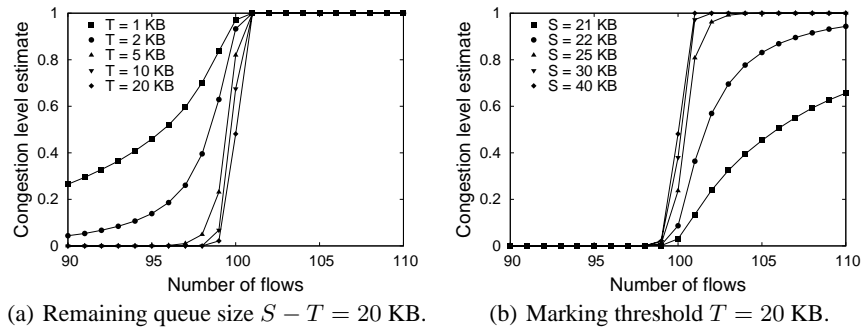 Congestion level estimate
1
0.8
0.6
0.4
0.2
0
T = 1 KB
T = 2 KB
T = 5 KB
T = 10 KB
T = 20 KB
90 95 100 105 110
Number of flows
(a) Remaining queue size S − T = 20 KB.
Congestion level estimate
1
0.8
0.6
0.4
0.2
0
S = 21 KB
S = 22 KB
S = 25 KB
S = 30 KB
S = 40 KB
90 95 100 105 110
Number of flows
(b) Marking threshold T = 20 KB.